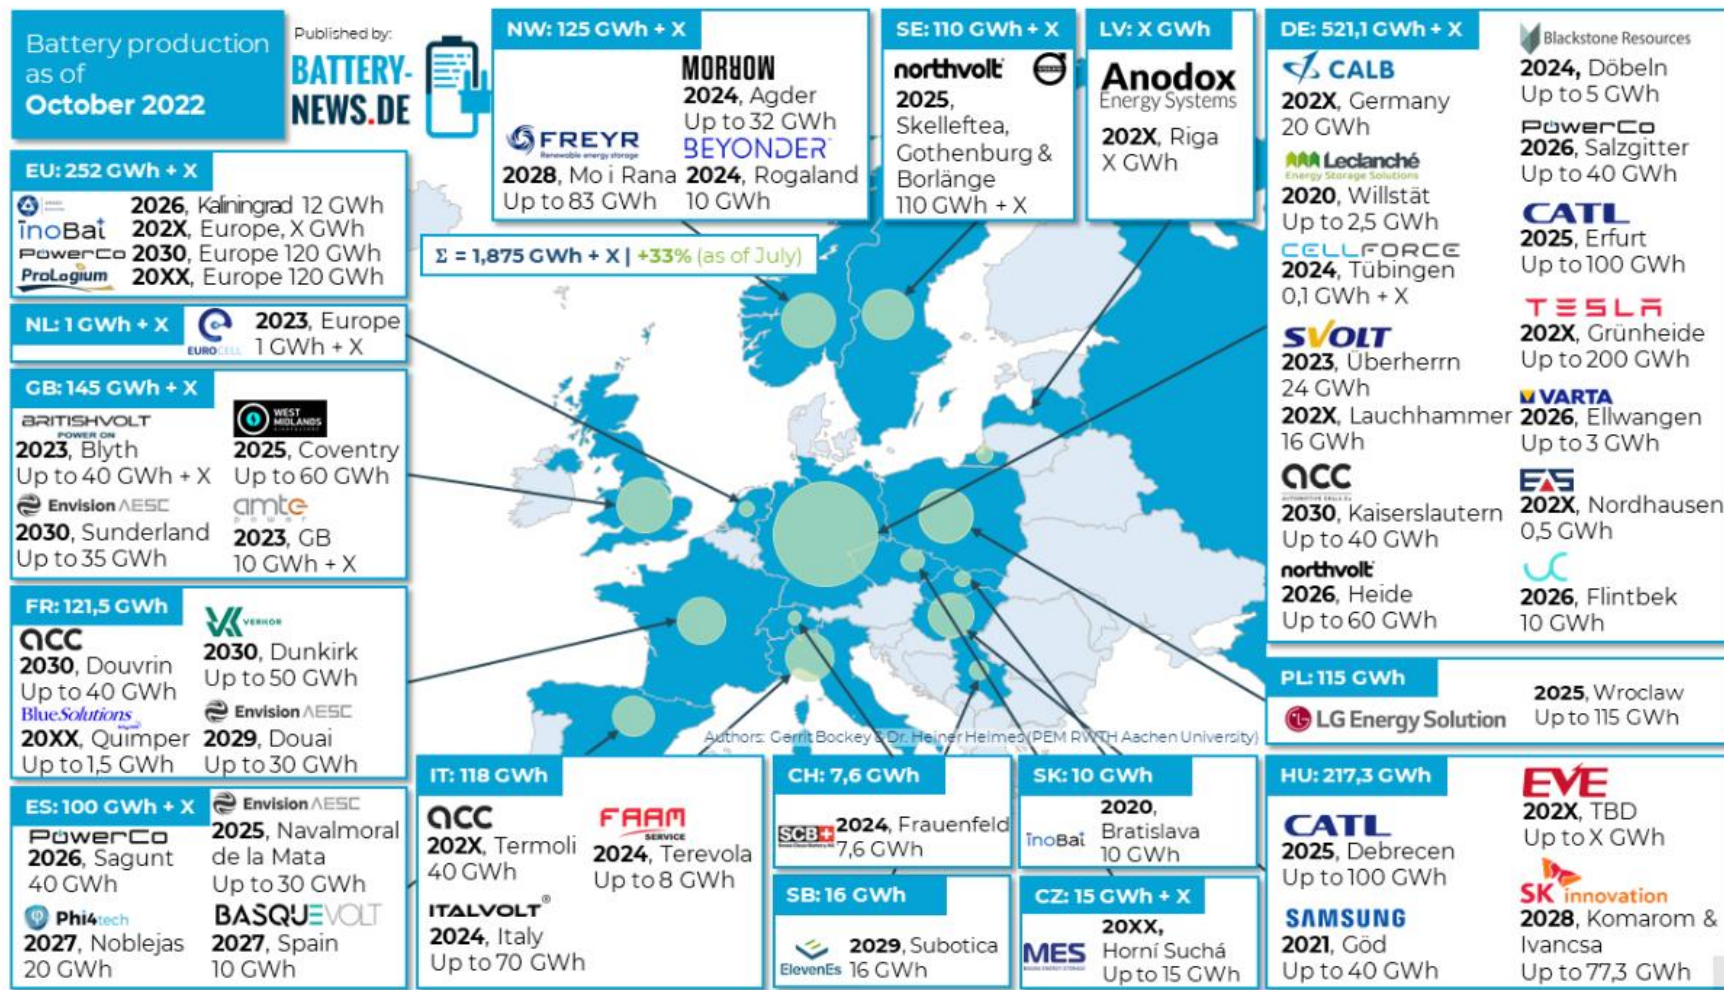 Battery production
as of
October 2022
Published by:
BATTERY-
NEWS.DE
EU: 252 GWh + X
2026, Kaliningrad 12 GWh
inoBat
202X, Europe, X GWh
PowerCo
2030, Europe 120 GWh
ProLogium
20XX, Europe 120 GWh
NL: 1 GWh + X
EUROCELL
2023, Europe
1 GWh + X
GB: 145 GWh + X
BRITISHVOLT
POWER ON
2023, Blyth
Up to 40 GWh + X
WEST
MIDLANDS
GIGAFACTORY
2025, Coventry
Up to 60 GWh
Envision AESC
2030, Sunderland
Up to 35 GWh
amte
power
2023, GB
10 GWh + X
FR: 121,5 GWh
acc
2030, Douvrin
Up to 40 GWh
VERKOR
2030, Dunkirk
Up to 50 GWh
BlueSolutions
20XX, Quimper
Up to 1,5 GWh
Envision AESC
2029, Douai
Up to 30 GWh
ES: 100 GWh + X
PowerCo
2026, Sagunt
40 GWh
Envision AESC
2025, Navalmoral
de la Mata
Up to 30 GWh
Phi4tech
2027, Noblejas
20 GWh
BASQUEVOLT
2027, Spain
10 GWh
NW: 125 GWh + X
FREYR
Renewable energy storage
2028, Mo i Rana
Up to 83 GWh
MORROW
2024, Agder
Up to 32 GWh
BEYONDER
2024, Rogaland
10 GWh
SE: 110 GWh + X
northvolt
VOLVO
2025,
Skelleftea,
Gothenburg &
Borlänge
110 GWh + X
LV: X GWh
Anodox
Energy Systems
202X, Riga
X GWh
Σ = 1,875 GWh + X | +33% (as of July)
Authors: Gerrit Bockey & Dr. Heiner Heimes (PEM RWTH Aachen University)
IT: 118 GWh
acc
202X, Termoli
40 GWh
ITALVOLT®
2024, Italy
Up to 70 GWh
FAAM
SERVICE
2024, Terevola
Up to 8 GWh
CH: 7,6 GWh
SCB
2024, Frauenfeld
7,6 GWh
SB: 16 GWh
ElevenEs
2029, Subotica
16 GWh
SK: 10 GWh
inoBat
2020,
Bratislava
10 GWh
CZ: 15 GWh + X
MES
20XX,
Horní Suchá
Up to 15 GWh
DE: 521,1 GWh + X
CALB
202X, Germany
20 GWh
Leclanché
Energy Storage Solutions
2020, Willstät
Up to 2,5 GWh
CELLFORCE
2024, Tübingen
0,1 GWh + X
SVOLT
2023, Überherrn
24 GWh
202X, Lauchhammer
16 GWh
acc
AUTOMOTIVE CELLS Co
2030, Kaiserslautern
Up to 40 GWh
northvolt
2026, Heide
Up to 60 GWh
Blackstone Resources
2024, Döbeln
Up to 5 GWh
PowerCo
2026, Salzgitter
Up to 40 GWh
CATL
2025, Erfurt
Up to 100 GWh
TESLA
202X, Grünheide
Up to 200 GWh
VARTA
2026, Ellwangen
Up to 3 GWh
EAS
202X, Nordhausen
0,5 GWh
2026, Flintbek
10 GWh
PL: 115 GWh
LG Energy Solution
2025, Wroclaw
Up to 115 GWh
HU: 217,3 GWh
CATL
2025, Debrecen
Up to 100 GWh
SAMSUNG
2021, Göd
Up to 40 GWh
EVE
202X, TBD
Up to X GWh
SK innovation
2028, Komarom &
Ivancsa
Up to 77,3 GWh